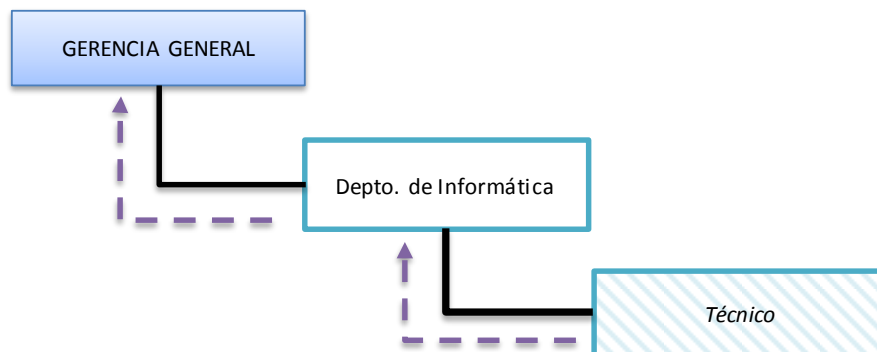 GERENCIA GENERAL
Depto. de Informática
Técnico